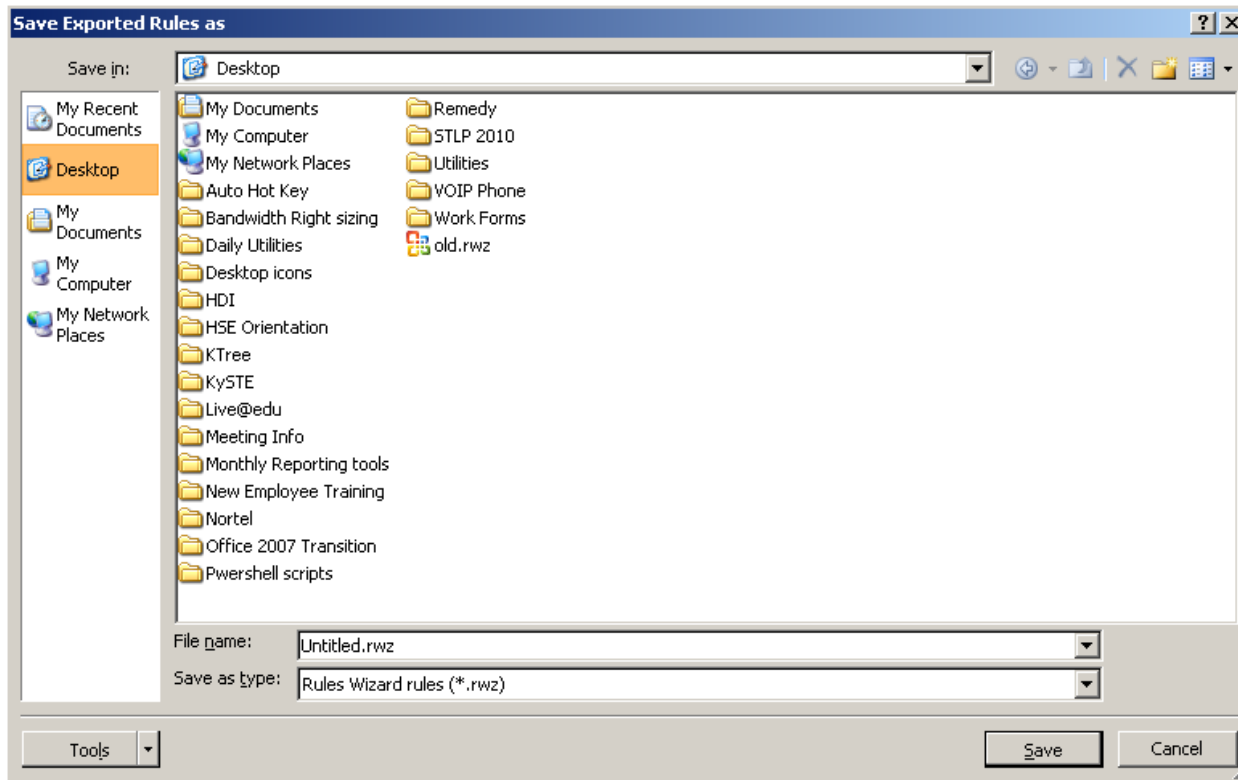 Save Exported Rules as
Save in:
Desktop
My Recent
Documents
Desktop
My
Documents
My
Computer
My Network
Places
My Documents
My Computer
My Network Places
Auto Hot Key
Bandwidth Right sizing
Daily Utilities
Desktop icons
HDI
HSE Orientation
KTree
KySTE
Live@edu
Meeting Info
Monthly Reporting tools
New Employee Training
Nortel
Office 2007 Transition
Pwershell scripts
Remedy
STLP 2010
Utilities
VOIP Phone
Work Forms
old.rwz
File name:
Untitled.rwz
Save as type:
Rules Wizard rules (*.rwz)
Tools
Save
Cancel